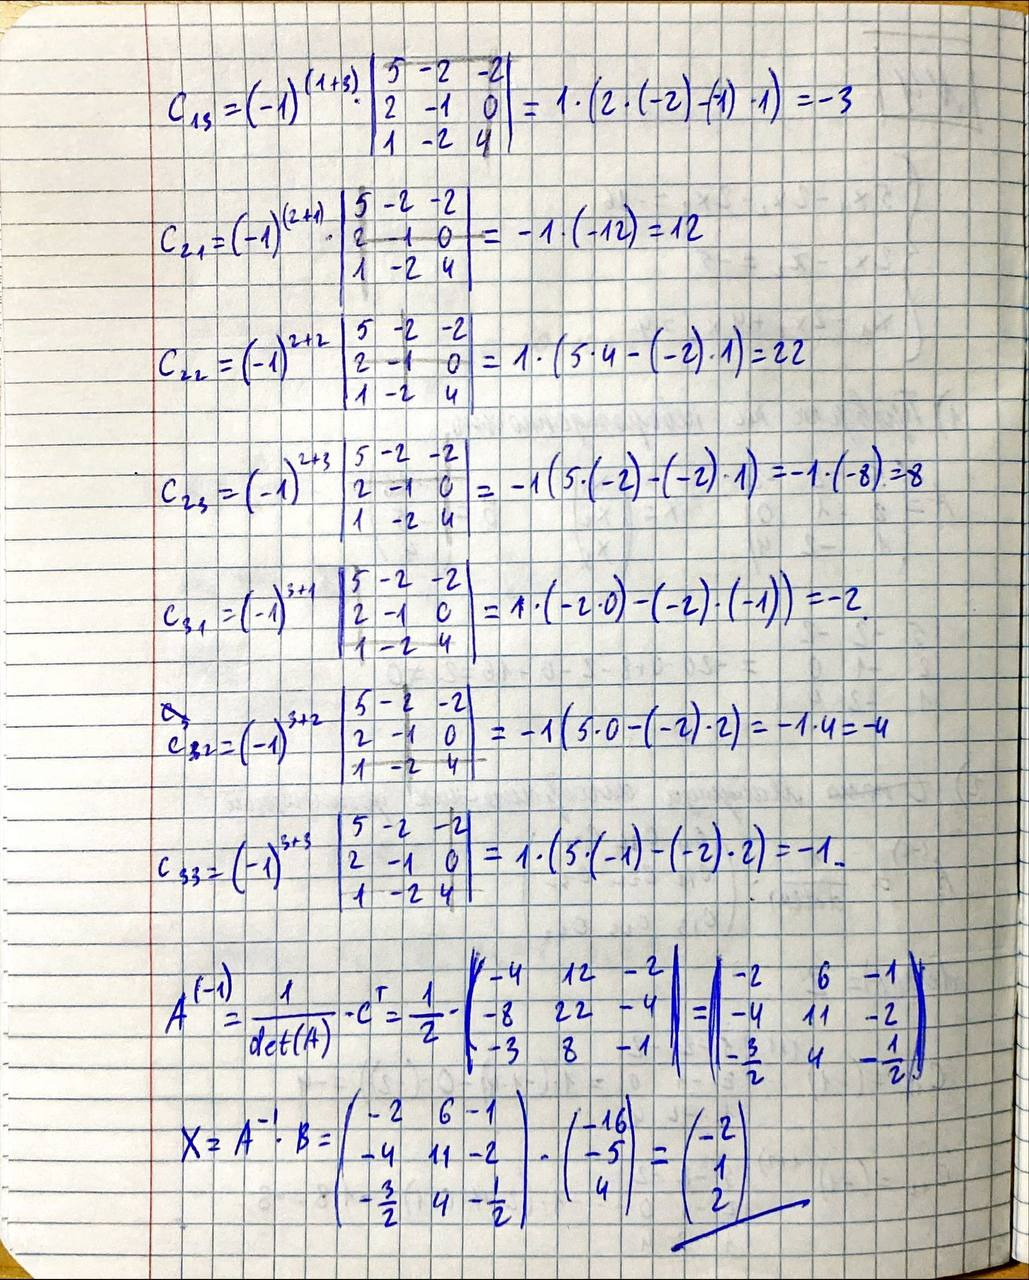 C₁₃ = (-1)^(1+3) · |5 -2 -2; 2 -1 0; 1 -2 4| = 1·(2·(-2) -(-1)·1) = -3
C₂₁ = (-1)^(2+1) · |5 -2 -2; 2 -1 0; 1 -2 4| = -1·(-12) = 12
C₂₂ = (-1)^2+2 |5 -2 -2; 2 -1 0; 1 -2 4| = 1·(5·4 - (-2)·1) = 22
C₂₃ = (-1)^2+3 |5 -2 -2; 2 -1 0; 1 -2 4| = -1(5·(-2) - (-2)·1) = -1·(-8) = 8
C₃₁ = (-1)^3+1 |5 -2 -2; 2 -1 0; 1 -2 4| = 1·(-2·0) - (-2)·(-1)) = -2
C₃₂ = (-1)^3+2 |5 -2 -2; 2 -1 0; 1 -2 4| = -1(5·0 - (-2)·2) = -1·4 = -4
C₃₃ = (-1)^3+3 |5 -2 -2; 2 -1 0; 1 -2 4| = 1·(5·(-1) - (-2)·2) = -1
A^(-1) = 1/det(A) · Cᵀ = 1/2 · (-4 12 -2; -8 22 -4; -3 8 -1) = (-2 6 -1; -4 11 -2; -3/2 4 -1/2)
X = A⁻¹ · B = (-2 6 -1; -4 11 -2; -3/2 4 -1/2) · (-16; -5; 4) = (-2; 1; 2)